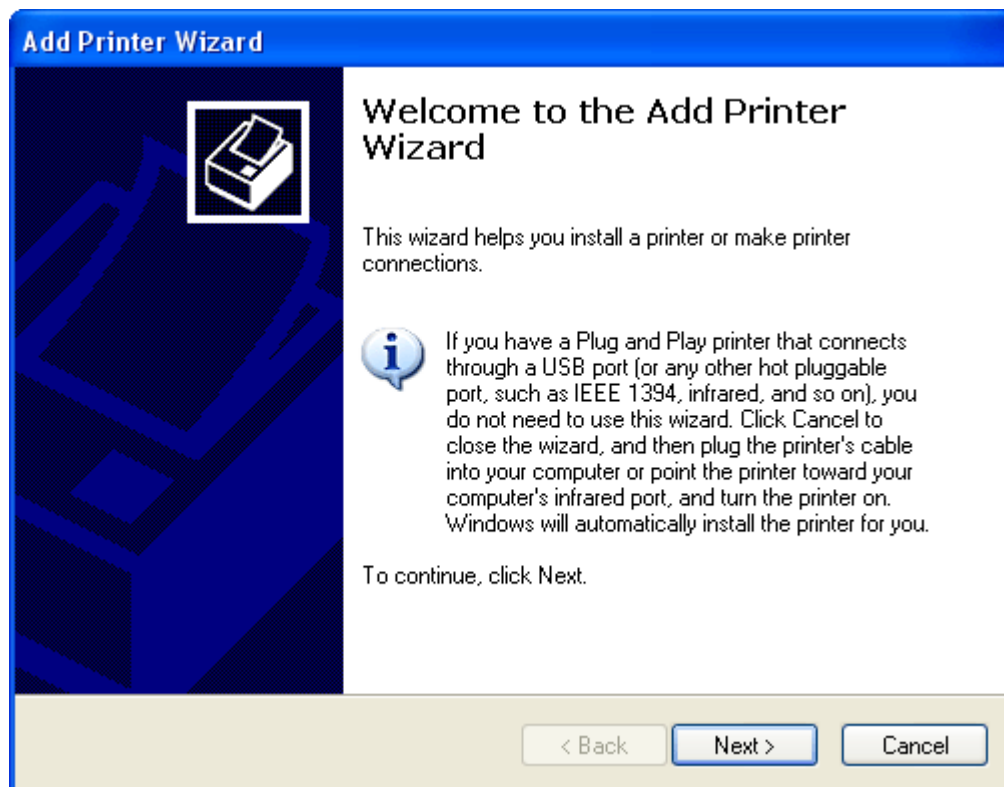 Add Printer Wizard
Welcome to the Add Printer
Wizard
This wizard helps you install a printer or make printer
connections.
If you have a Plug and Play printer that connects
through a USB port (or any other hot pluggable
port, such as IEEE 1394, infrared, and so on), you
do not need to use this wizard. Click Cancel to
close the wizard, and then plug the printer's cable
into your computer or point the printer toward your
computer's infrared port, and turn the printer on.
Windows will automatically install the printer for you.
To continue, click Next.
< Back
Next >
Cancel